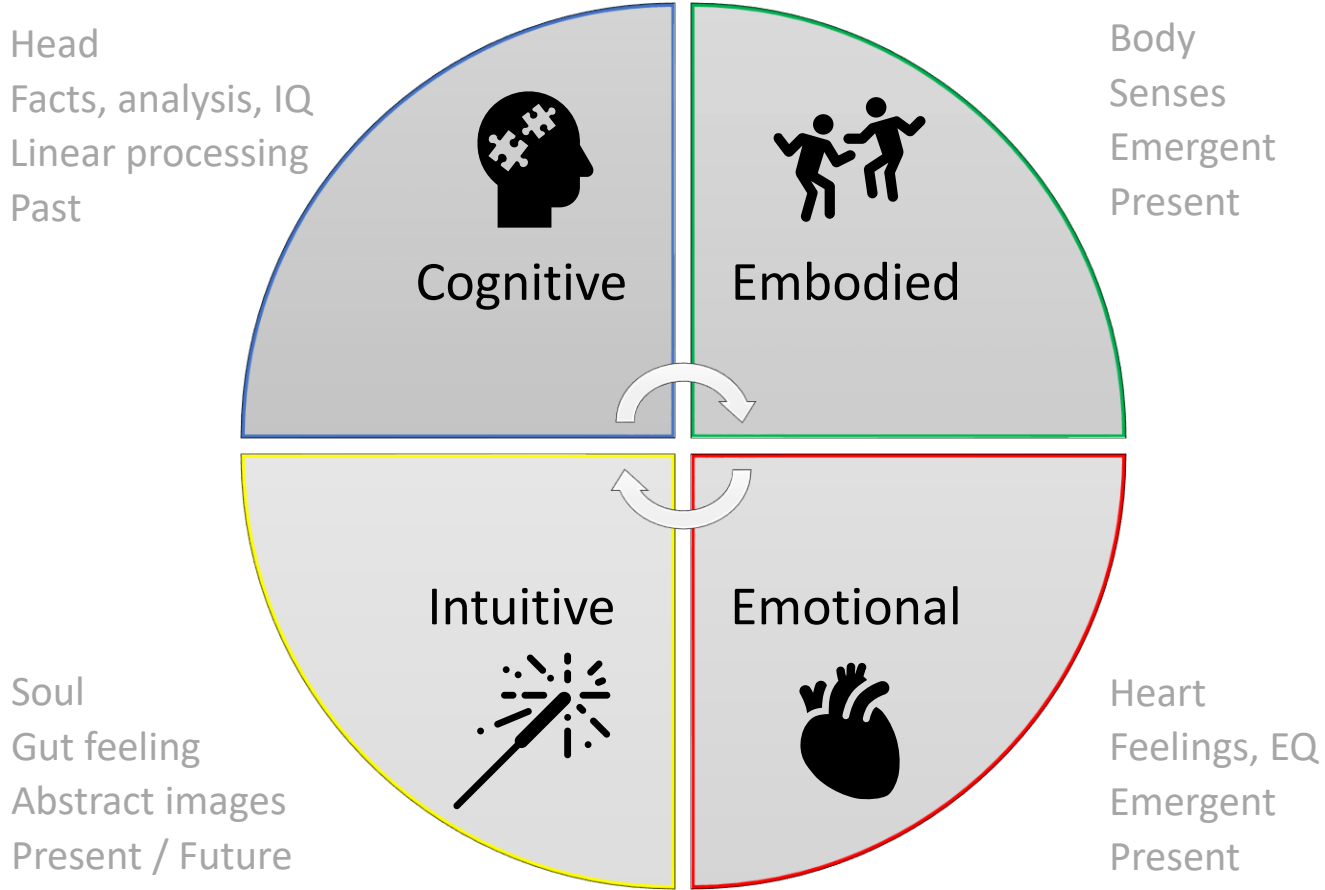 Head
Facts, analysis, IQ
Linear processing
Past
Cognitive
Body
Senses
Emergent
Present
Embodied
Intuitive
Soul
Gut feeling
Abstract images
Present / Future
Emotional
Heart
Feelings, EQ
Emergent
Present